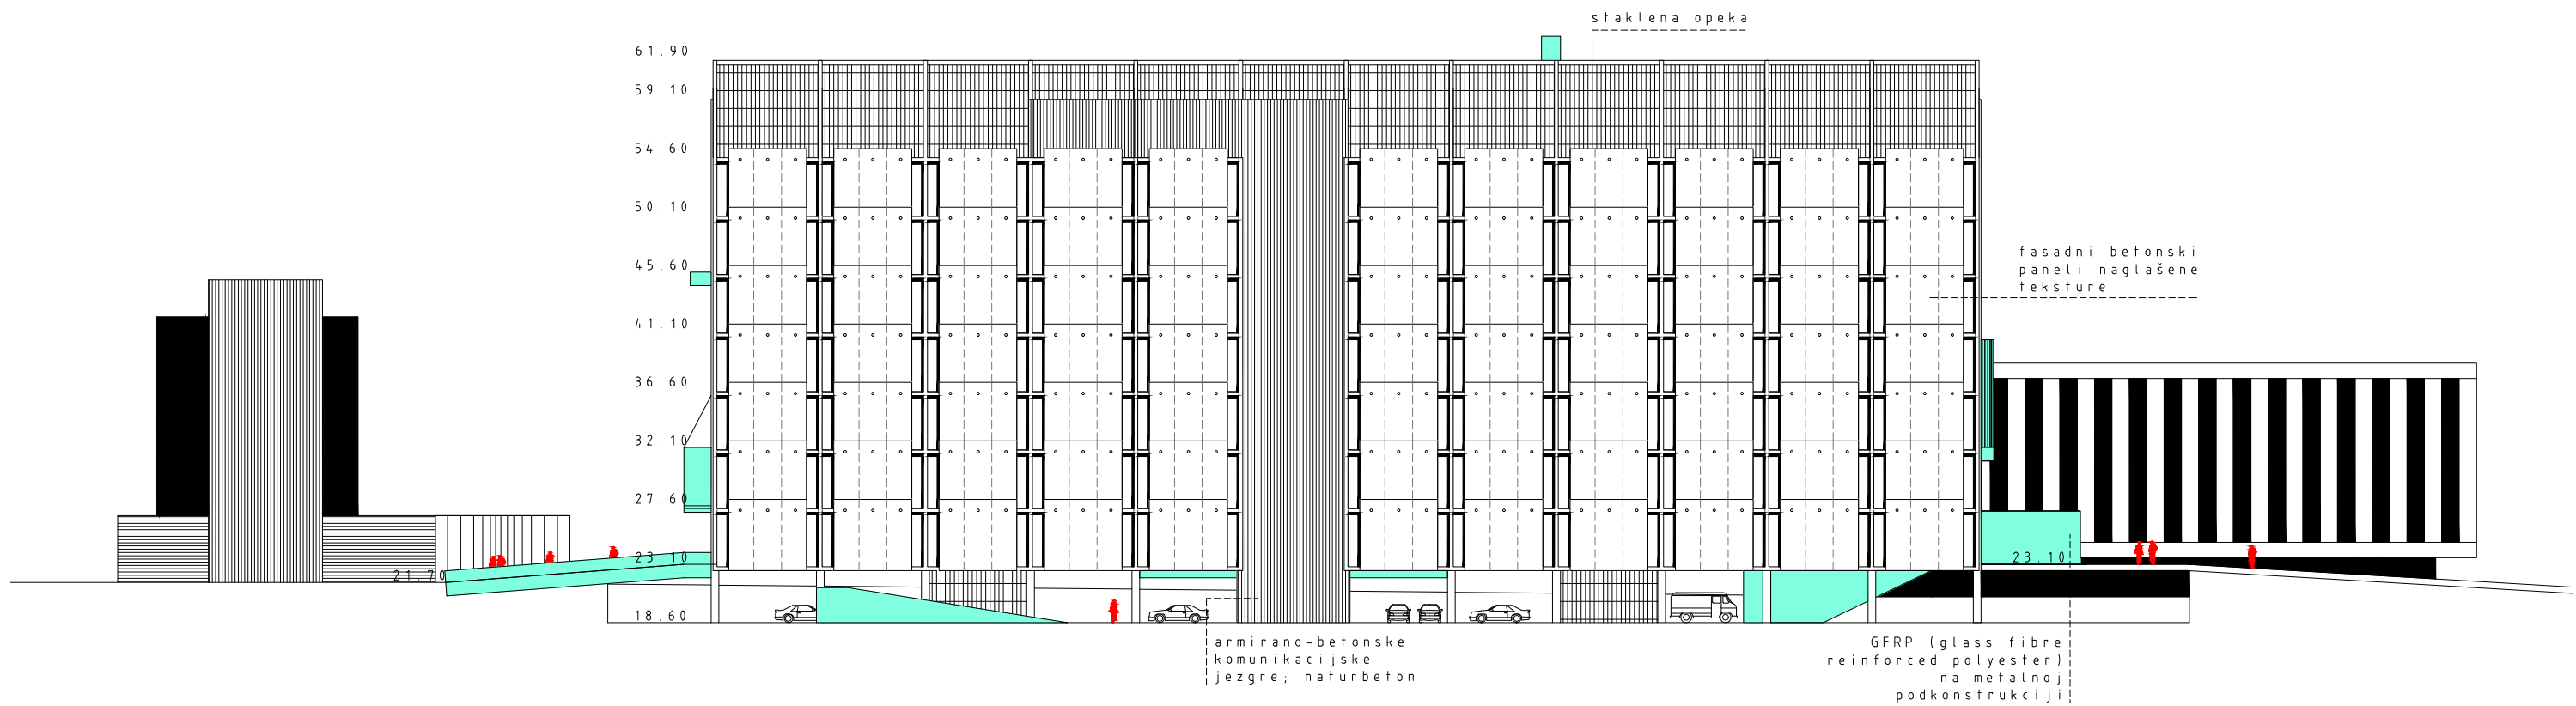 staklena opeka
61.90
59.10
54.60
50.10
45.60
41.10
36.60
32.10
27.60
23.10
21.70
18.60
fasadni betonski
paneli naglašene
teksture
23.10
armirano-betonske
komunikacijske
jezgre; naturbeton
GFRP (glass fibre
reinforced polyester)
na metalnoj
podkonstrukciji